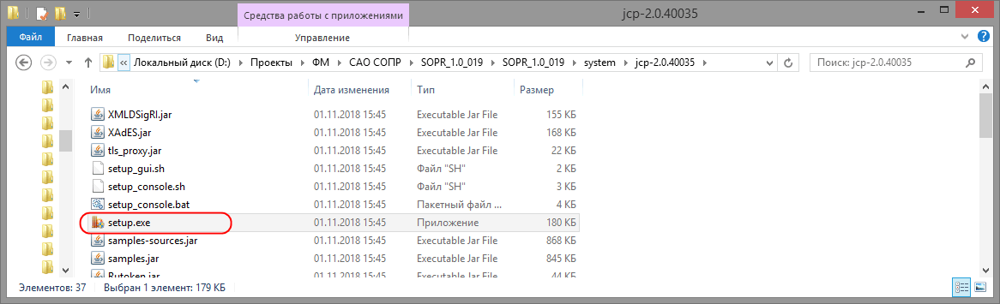 jcp-2.0.40035
Средства работы с приложениями
Файл Главная Поделиться Вид Управление
« Локальный диск (D:) Проекты ФМ САО СОПР SOPR_1.0_019 SOPR_1.0_019 system jcp-2.0.40035 Поиск: jcp-2.0.40035
Имя Дата изменения Тип Размер
XMLDSigRI.jar 01.11.2018 15:45 Executable Jar File 155 КБ
XAdES.jar 01.11.2018 15:45 Executable Jar File 168 КБ
tls_proxy.jar 01.11.2018 15:45 Executable Jar File 22 КБ
setup_gui.sh 01.11.2018 15:45 Файл "SH" 2 КБ
setup_console.sh 01.11.2018 15:45 Файл "SH" 3 КБ
setup_console.bat 01.11.2018 15:45 Пакетный файл ... 4 КБ
setup.exe 01.11.2018 15:45 Приложение 180 КБ
samples-sources.jar 01.11.2018 15:45 Executable Jar File 868 КБ
samples.jar 01.11.2018 15:45 Executable Jar File 845 КБ
Rutoken.jar 01.11.2018 15:45 Executable Jar File 44 КБ
Элементов: 37 Выбран 1 элемент: 179 КБ